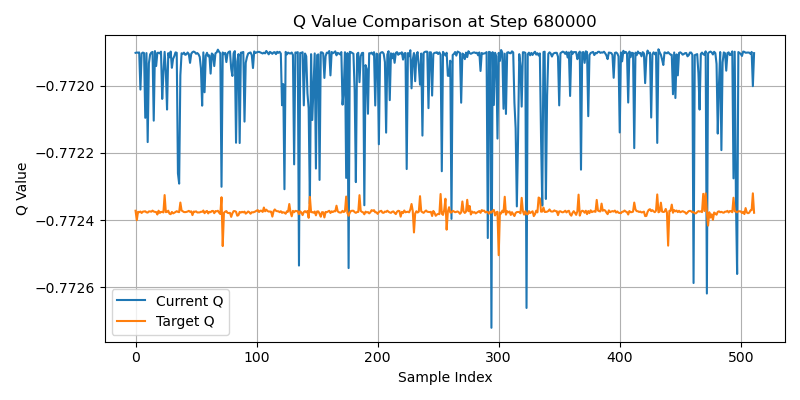 Q Value Comparison at Step 680000
Q Value
−0.7720
−0.7722
−0.7724
−0.7726
Current Q
Target Q
0
100
200
300
400
500
Sample Index